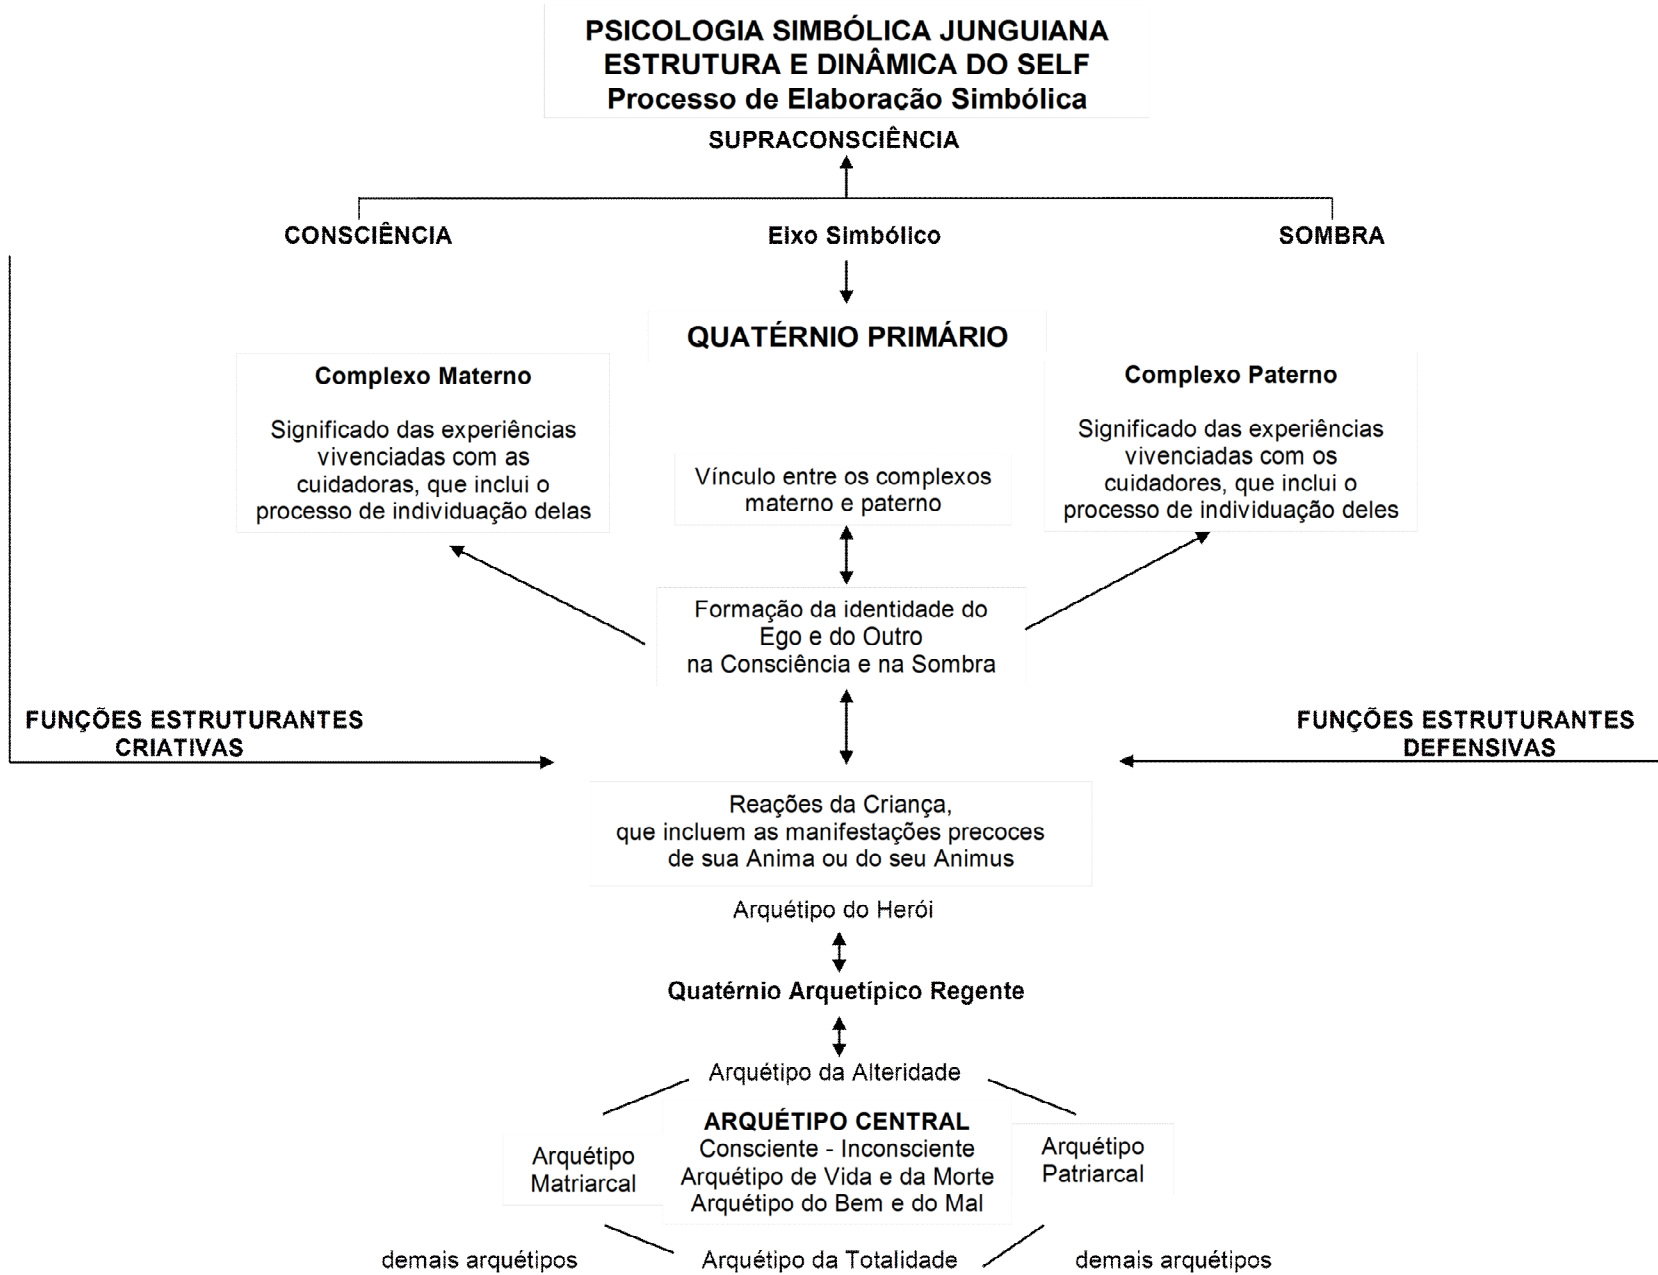 PSICOLOGIA SIMBÓLICA JUNGUIANA
ESTRUTURA E DINÂMICA DO SELF
Processo de Elaboração Simbólica
SUPRACONSCIÊNCIA
CONSCIÊNCIA
Eixo Simbólico
SOMBRA
QUATÉRNIO PRIMÁRIO
Complexo Materno
Significado das experiências
vivenciadas com as
cuidadoras, que inclui o
processo de individuação delas
Vínculo entre os complexos
materno e paterno
Complexo Paterno
Significado das experiências
vivenciadas com os
cuidadores, que inclui o
processo de individuação deles
Formação da identidade do
Ego e do Outro
na Consciência e na Sombra
FUNÇÕES ESTRUTURANTES
CRIATIVAS
FUNÇÕES ESTRUTURANTES
DEFENSIVAS
Reações da Criança,
que incluem as manifestações precoces
de sua Anima ou do seu Animus
Arquétipo do Herói
Quatérnio Arquetípico Regente
Arquétipo da Alteridade
Arquétipo
Matriarcal
ARQUÉTIPO CENTRAL
Consciente - Inconsciente
Arquétipo de Vida e da Morte
Arquétipo do Bem e do Mal
Arquétipo
Patriarcal
demais arquétipos
Arquétipo da Totalidade
demais arquétipos